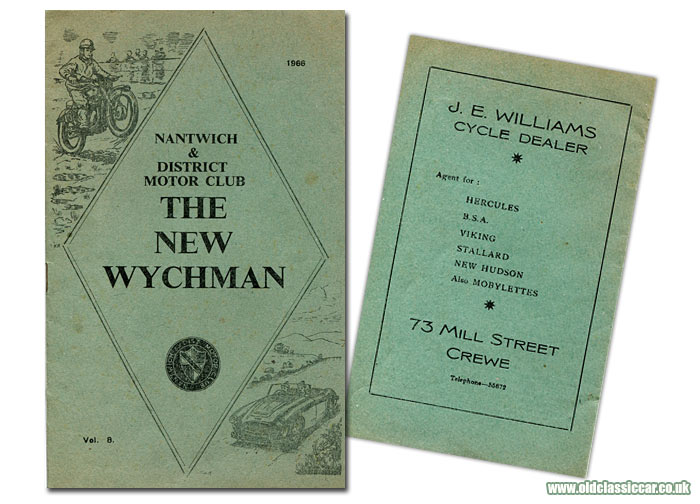 1966
NANTWICH
&
DISTRICT
MOTOR CLUB
THE
NEW
WYCHMAN
Vol. 8.
J. E. WILLIAMS
CYCLE DEALER
Agent for :
HERCULES
B.S.A.
VIKING
STALLARD
NEW HUDSON
Also MOBYLETTES
73 MILL STREET
CREWE
Telephone—55672
www.oldclassiccar.co.uk